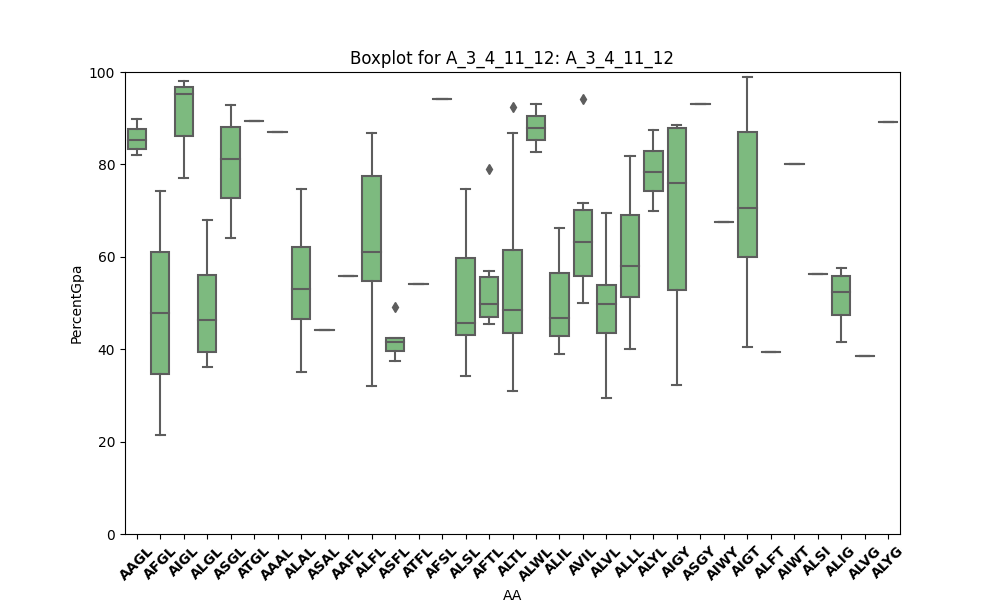 Boxplot for A_3_4_11_12: A_3_4_11_12
PercentGpa
100
80
60
40
20
0
AAGL AFGL AIGL ALGL ASGL ATGL AAAL ALAL ASAL AAFL ALFL ASFL ATFL AFSL ALSL AFTL ALTL ALWL ALIL AVIL ALVL ALLL ALYL AIGY ASGY AIWY AIGT ALFT AIWT ALSI ALIG ALVG ALYG
AA